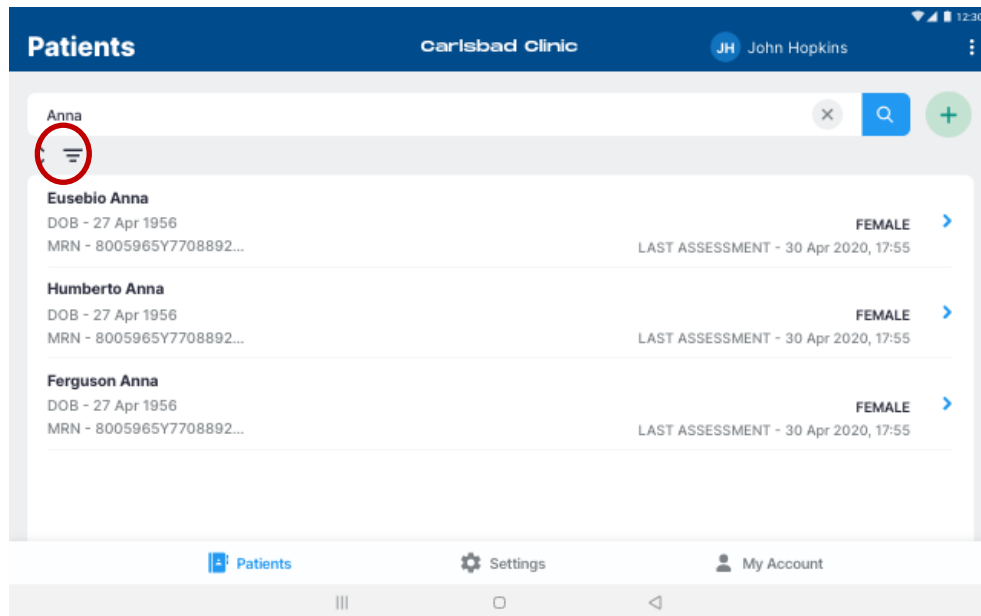 12:30
Patients Carlsbad Clinic JH John Hopkins
Anna
Eusebio Anna
DOB - 27 Apr 1956 FEMALE
MRN - 8005965Y7708892... LAST ASSESSMENT - 30 Apr 2020, 17:55
Humberto Anna
DOB - 27 Apr 1956 FEMALE
MRN - 8005965Y7708892... LAST ASSESSMENT - 30 Apr 2020, 17:55
Ferguson Anna
DOB - 27 Apr 1956 FEMALE
MRN - 8005965Y7708892... LAST ASSESSMENT - 30 Apr 2020, 17:55
Patients Settings My Account